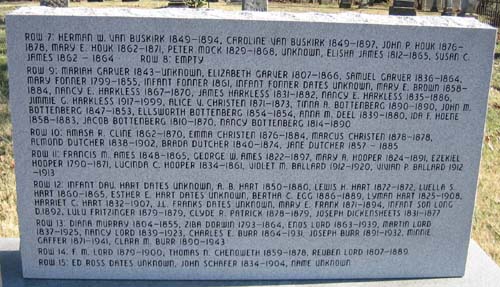 ROW 7: HERMAN W. VAN BUSKIRK 1849-1894, CAROLINE VAN BUSKIRK 1849-1897, JOHN P. HOUK 1876-
1878, MARY E. HOUK 1862-1871, PETER MOCK 1829-1868, UNKNOWN, ELISHA JAMES 1812-1865, SUSAN C.
JAMES 1862 - 1864 ROW 8: EMPTY
ROW 9: MARIAH GARVER 1843-UNKNOWN, ELIZABETH GARVER 1807-1866, SAMUEL GARVER 1836-1864,
MARY FONNER 1799-1855, INFANT FONNER 1861, INFANT FONNER DATES UNKNOWN, MARY E. BROWN 1858-
1884, NANCY E. HARKLESS 1867-1870, JAMES HARKLESS 1831-1882, NANCY E. HARKLESS 1835-1886,
JIMMIE G. HARKLESS 1917-1999, ALICE V. CHRISTEN 1871-1873, TINNA A. BOTTENBERG 1890-1890, JOHN M.
BOTTENBERG 1847-1853, ELLSWORTH BOTTENBERG 1854-1854, ANNA M. DEEL 1839-1880, IDA F. HOENE
1858-1883, JACOB BOTTENBERG 1810-1870, NANCY BOTTENBERG 1814-1890
ROW 10: AMASA R. CLINE 1862-1870, EMMA CHRISTEN 1876-1884, MARCUS CHRISTEN 1878-1878,
ALMOND DUTCHER 1838-1902, BRADA DUTCHER 1840-1874, JANE DUTCHER 1857 - 1885
ROW 11: FRANCIS M. AMES 1848-1865, GEORGE W. AMES 1822-1897, MARY A. HOOPER 1824-1891, EZEKIEL
HOOPER 1790-1871, LUCINDA C. HOOPER 1834-1861, VIOLET M. BALLARD 1912-1920, VIVIAN P. BALLARD 1912
-1913
ROW 12: INFANT DAU. HART DATES UNKNOWN, A. B. HART 1850-1880, LEWIS H. HART 1872-1872, LUELLA S.
HART 1860-1865, ESTHER E. HART DATES UNKNOWN, BERTHA C. EGG 1886-1889, LYMAN HART 1825-1908,
HARRIET C. HART 1832-1907, J.L. FRANKS DATES UNKNOWN, MARY E. FRANK 1871-1894, INFANT SON LONG
D.1892, LULU FRITZINGER 1879-1879, CLYDE R. PATRICK 1878-1879, JOSEPH DICKENSHEETS 1831-1877
ROW 13: DIANA MURRAY 1804-1855, ZIBA DORWIN 1793-1864, ENOS LORD 1863-1939, MARTIN LORD
1837-1925, NANCY LORD 1839-1923, CHARLES E. BURR 1864-1931, JOSEPH BURR 1891-1932, MINNIE
GAFFER 1871-1941, CLARA M. BURR 1890-1943
ROW 14: F. M. LORD 1879-1900, THOMAS N. CHENOWETH 1859-1878, REUBEN LORD 1807-1889
ROW 15: ED ROSS DATES UNKNOWN, JOHN SCHAFER 1834-1904, NAME UNKNOWN